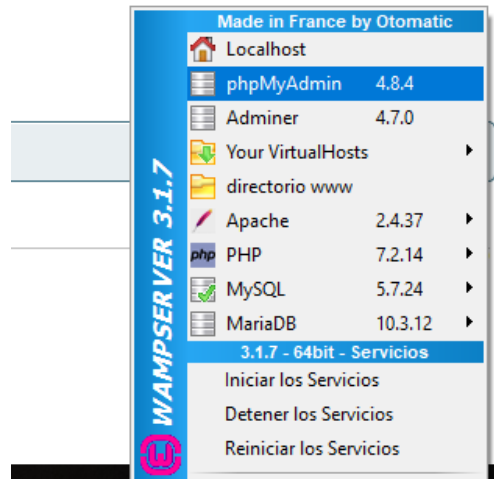 Made in France by Otomatic
Localhost
phpMyAdmin 4.8.4
Adminer 4.7.0
Your VirtualHosts
directorio www
Apache 2.4.37
php PHP 7.2.14
MySQL 5.7.24
MariaDB 10.3.12
3.1.7 - 64bit - Servicios
Iniciar los Servicios
Detener los Servicios
Reiniciar los Servicios
WAMPSERVER 3.1.7